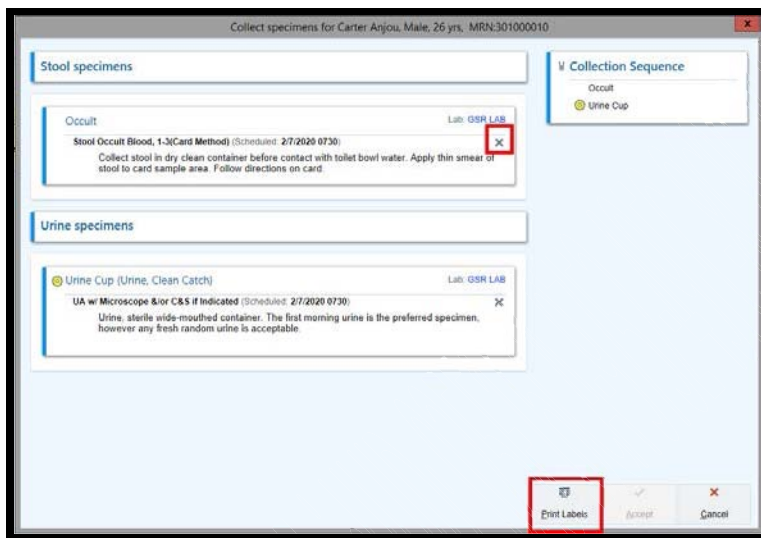 Collect specimens for Carter Anjou, Male, 26 yrs, MRN:301000010
x
Stool specimens
Occult
Lab: GSR LAB
Stool Occult Blood, 1-3(Card Method) (Scheduled: 2/7/2020 0730)
Collect stool in dry clean container before contact with toilet bowl water. Apply thin smear of
stool to card sample area. Follow directions on card.
Urine specimens
Urine Cup (Urine, Clean Catch)
Lab: GSR LAB
UA w/ Microscope &/or C&S if Indicated (Scheduled: 2/7/2020 0730)
Urine, sterile wide-mouthed container. The first morning urine is the preferred specimen,
however any fresh random urine is acceptable.
Collection Sequence
Occult
Urine Cup
Print Labels
Accept
Cancel